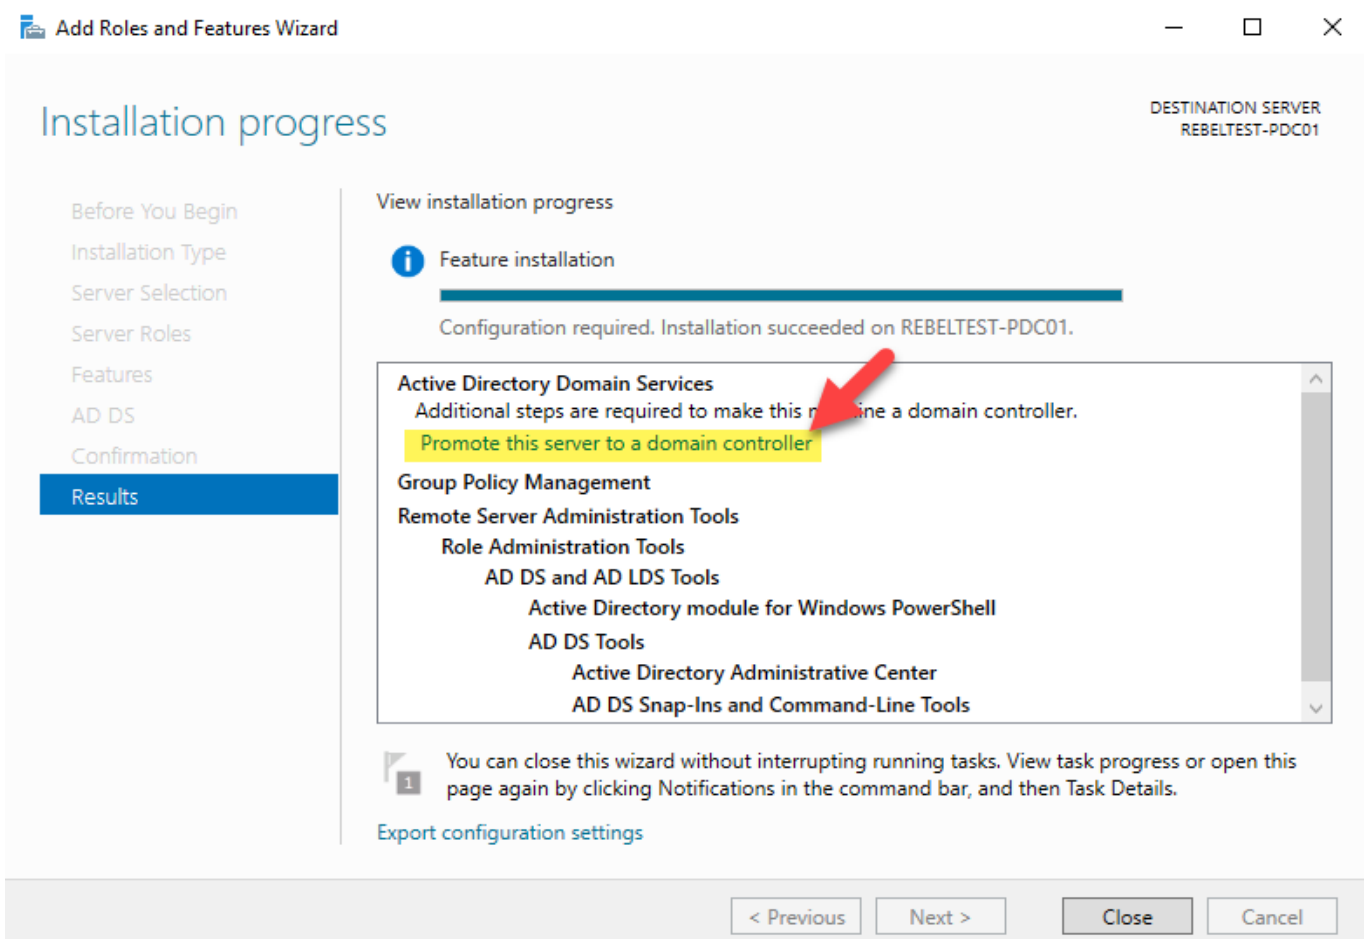 Add Roles and Features Wizard
Installation progress
DESTINATION SERVER
REBELTEST-PDC01
Before You Begin
Installation Type
Server Selection
Server Roles
Features
AD DS
Confirmation
Results
View installation progress
Feature installation
Configuration required. Installation succeeded on REBELTEST-PDC01.
Active Directory Domain Services
Additional steps are required to make this a domain controller.
Promote this server to a domain controller
Group Policy Management
Remote Server Administration Tools
Role Administration Tools
AD DS and AD LDS Tools
Active Directory module for Windows PowerShell
AD DS Tools
Active Directory Administrative Center
AD DS Snap-Ins and Command-Line Tools
1
You can close this wizard without interrupting running tasks. View task progress or open this
page again by clicking Notifications in the command bar, and then Task Details.
Export configuration settings
< Previous
Next >
Close
Cancel